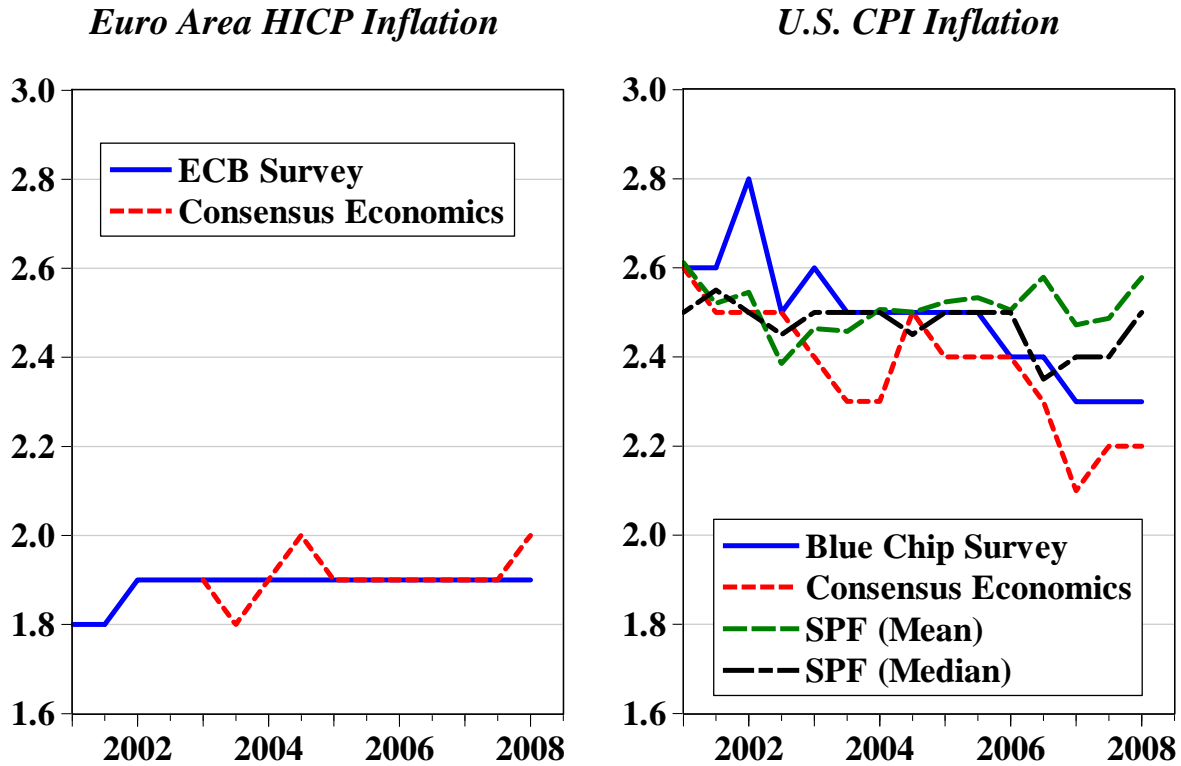 Euro Area HICP Inflation
3.0
2.8
2.6
2.4
2.2
2.0
1.8
1.6
ECB Survey
Consensus Economics
2002 2004 2006 2008
U.S. CPI Inflation
3.0
2.8
2.6
2.4
2.2
2.0
1.8
1.6
Blue Chip Survey
Consensus Economics
SPF (Mean)
SPF (Median)
2002 2004 2006 2008